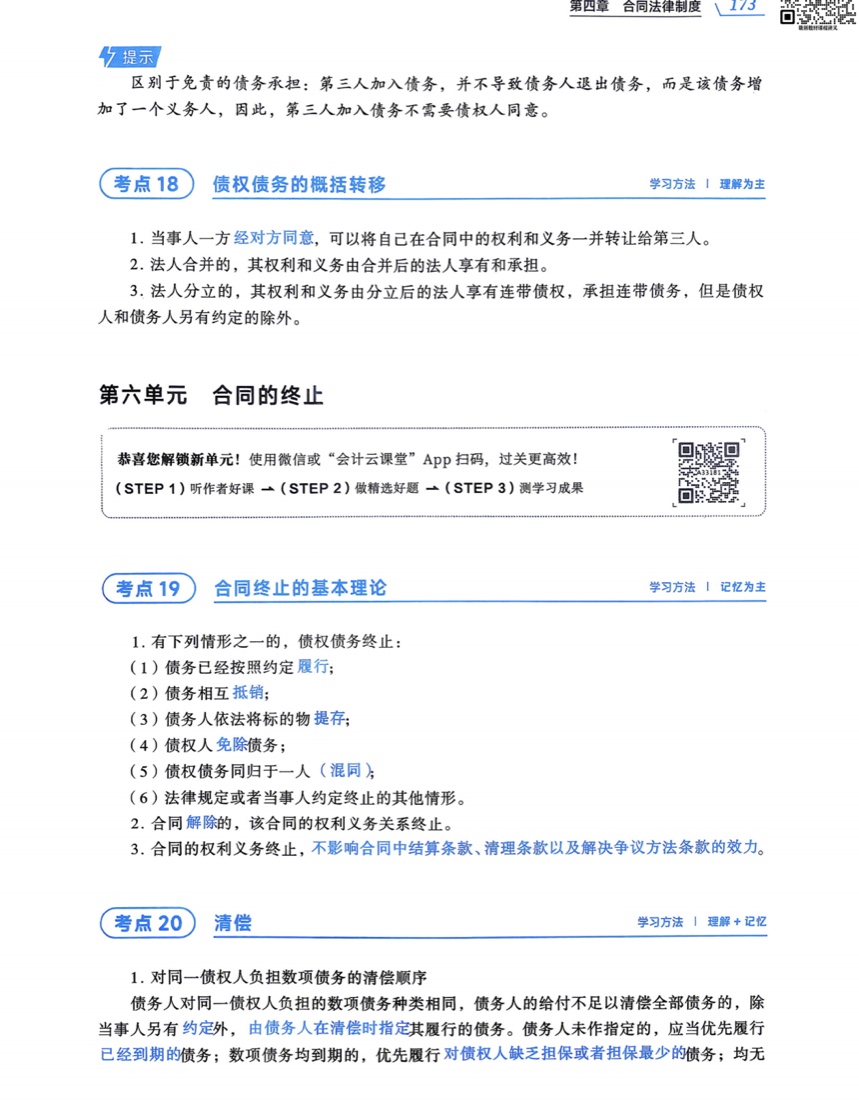 第四章 合同法律制度 173
提示
区别于免责的债务承担：第三人加入债务，并不导致债务人退出债务，而是该债务增
加了一个义务人，因此，第三人加入债务不需要债权人同意。
考点 18 债权债务的概括转移 学习方法 | 理解为主
1. 当事人一方经对方同意，可以将自己在合同中的权利和义务一并转让给第三人。
2. 法人合并的，其权利和义务由合并后的法人享有和承担。
3. 法人分立的，其权利和义务由分立后的法人享有连带债权，承担连带债务，但是债权
人和债务人另有约定的除外。
第六单元 合同的终止
恭喜您解锁新单元！使用微信或“会计云课堂”App 扫码，过关更高效！
（STEP 1）听作者好课 ⇀（STEP 2）做精选好题 ⇀（STEP 3）测学习成果
考点 19 合同终止的基本理论 学习方法 | 记忆为主
1. 有下列情形之一的，债权债务终止：
（1）债务已经按照约定履行；
（2）债务相互抵销；
（3）债务人依法将标的物提存；
（4）债权人免除债务；
（5）债权债务同归于一人（混同）；
（6）法律规定或者当事人约定终止的其他情形。
2. 合同解除的，该合同的权利义务关系终止。
3. 合同的权利义务终止，不影响合同中结算条款、清理条款以及解决争议方法条款的效力。
考点 20 清偿 学习方法 | 理解 + 记忆
1. 对同一债权人负担数项债务的清偿顺序
债务人对同一债权人负担的数项债务种类相同，债务人的给付不足以清偿全部债务的，除
当事人另有约定外，由债务人在清偿时指定其履行的债务。债务人未作指定的，应当优先履行
已经到期的债务；数项债务均到期的，优先履行对债权人缺乏担保或者担保最少的债务；均无